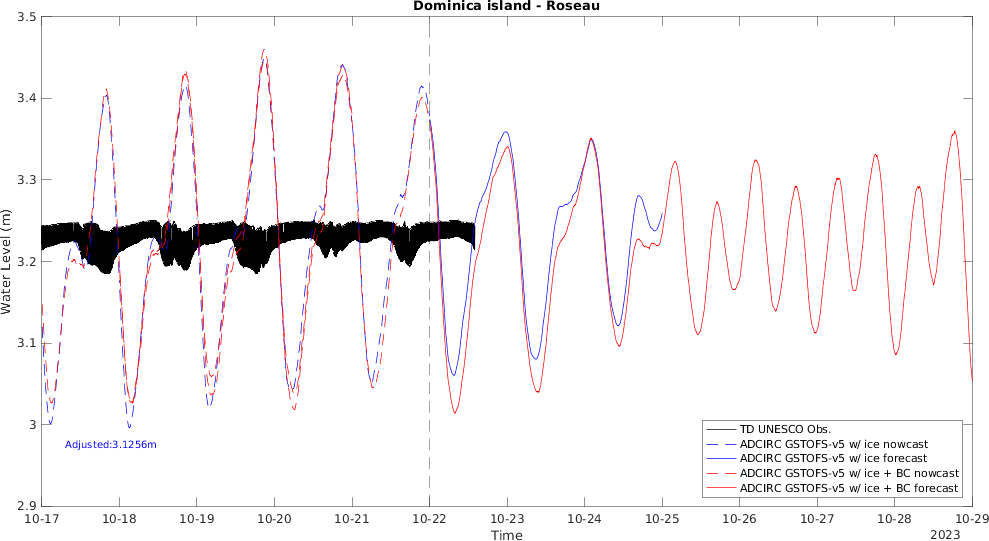 Dominica island - Roseau
3.5
3.4
3.3
3.2
3.1
3
2.9
Water Level (m)
Adjusted:3.1256m
TD UNESCO Obs.
ADCIRC GSTOFS-v5 w/ ice nowcast
ADCIRC GSTOFS-v5 w/ ice forecast
ADCIRC GSTOFS-v5 w/ ice + BC nowcast
ADCIRC GSTOFS-v5 w/ ice + BC forecast
10-17 10-18 10-19 10-20 10-21 10-22 10-23 10-24 10-25 10-26 10-27 10-28 10-29
Time
2023